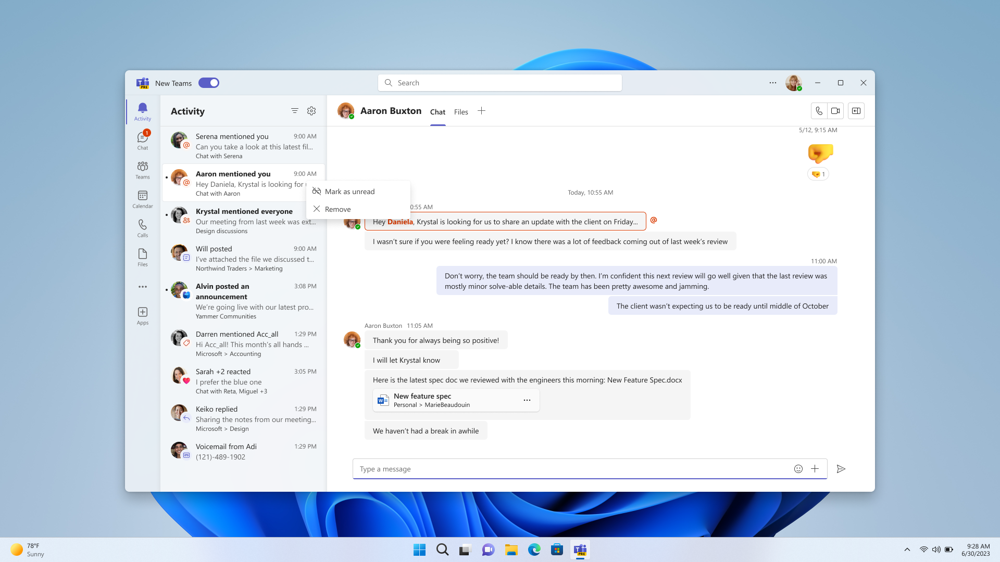 New Teams
Search
Activity
Chat
1
Teams
Calendar
Calls
Files
Apps
Activity
Serena mentioned you 9:00 AM
Can you take a look at this latest fil...
Chat with Serena
Aaron mentioned you 9:00 AM
Hey Daniela, Krystal is looking for
Chat with Aaron
Krystal mentioned everyone
Our meeting from last week was ext...
Design discussions
Will posted 9:00 AM
I've attached the file we discussed t...
Northwind Traders > Marketing
Alvin posted an 3:08 PM
announcement
We're going live with our latest pro...
Yammer Communities
Darren mentioned Acc_all 1:29 PM
Hi Acc_all! This month's all hands ...
Microsoft > Accounting
Sarah +2 reacted 3:05 PM
I prefer the blue one
Chat with Reta, Miguel +3
Keiko replied 1:29 PM
Sharing the notes from our meeting...
Microsoft > Design
Voicemail from Adi 1:29 PM
(121)-489-1902
Mark as unread
Remove
Aaron Buxton Chat Files
5/12, 9:15 AM
1
Today, 10:55 AM
0:55 AM
Hey Daniela, Krystal is looking for us to share an update with the client on Friday... @
I wasn't sure if you were feeling ready yet? I know there was a lot of feedback coming out of last week's review
11:00 AM
Don't worry, the team should be ready by then. I'm confident this next review will go well given that the last review was
mostly minor solve-able details. The team has been pretty awesome and jamming.
The client wasn't expecting us to be ready until middle of October
Aaron Buxton 11:05 AM
Thank you for always being so positive!
I will let Krystal know
Here is the latest spec doc we reviewed with the engineers this morning: New Feature Spec.docx
New feature spec
Personal > MarieBeaudouin
We haven't had a break in awhile
Type a message
78°F
Sunny
PRE
9:28 AM
6/30/2023